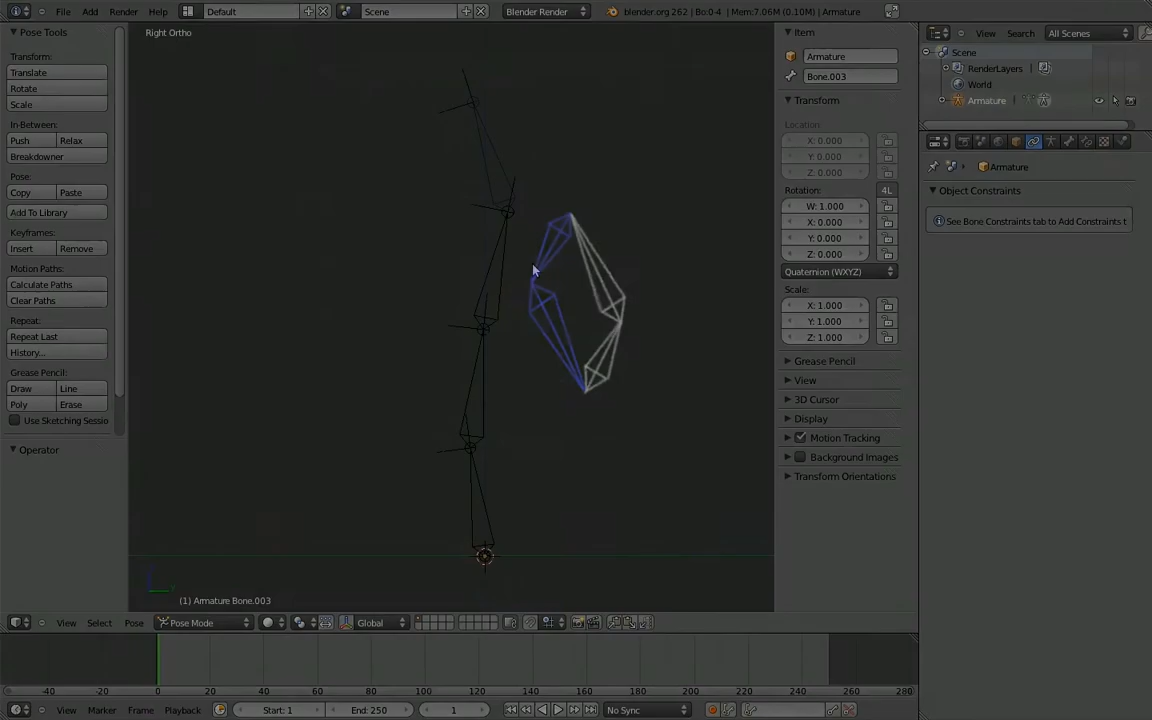 File Add Render Help Default Scene Blender Render blender.org 262 | Bo:0-4 | Mem:7.06M (0.10M) | Armature
Pose Tools
Transform:
Translate
Rotate
Scale
In-Between:
Push Relax
Breakdowner
Pose:
Copy Paste
Add To Library
Keyframes:
Insert Remove
Motion Paths:
Calculate Paths
Clear Paths
Repeat:
Repeat Last
History...
Grease Pencil:
Draw Line
Poly Erase
Use Sketching Sessio
Operator
Right Ortho
(1) Armature Bone.003
View Select Pose Pose Mode Global
Item
Armature
Bone.003
Transform
Location:
X: 0.000
Y: 0.000
Z: 0.000
Rotation: 4L
W: 1.000
X: 0.000
Y: 0.000
Z: 0.000
Quaternion (WXYZ)
Scale:
X: 1.000
Y: 1.000
Z: 1.000
Grease Pencil
View
3D Cursor
Display
Motion Tracking
Background Images
Transform Orientations
View Search All Scenes
Scene
RenderLayers
World
Armature
Armature
Object Constraints
See Bone Constraints tab to Add Constraints t
-40 -20 0 20 40 60 80 100 120 140 160 180 200 220 240 260 280
View Marker Frame Playback Start: 1 End: 250 1 No Sync